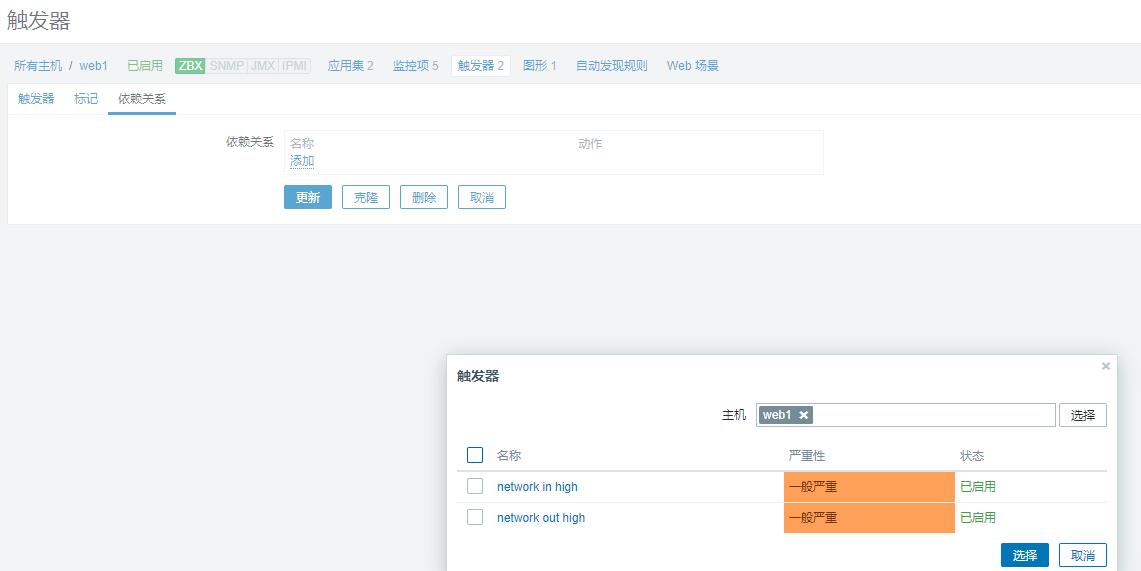 触发器
所有主机 / web1 已启用 ZBX SNMP JMX IPMI 应用集 2 监控项 5 触发器 2 图形 1 自动发现规则 Web 场景
触发器 标记 依赖关系
依赖关系 名称 动作
添加
更新 克隆 删除 取消
触发器
主机 web1 选择
名称 严重性 状态
network in high 一般严重 已启用
network out high 一般严重 已启用
选择 取消